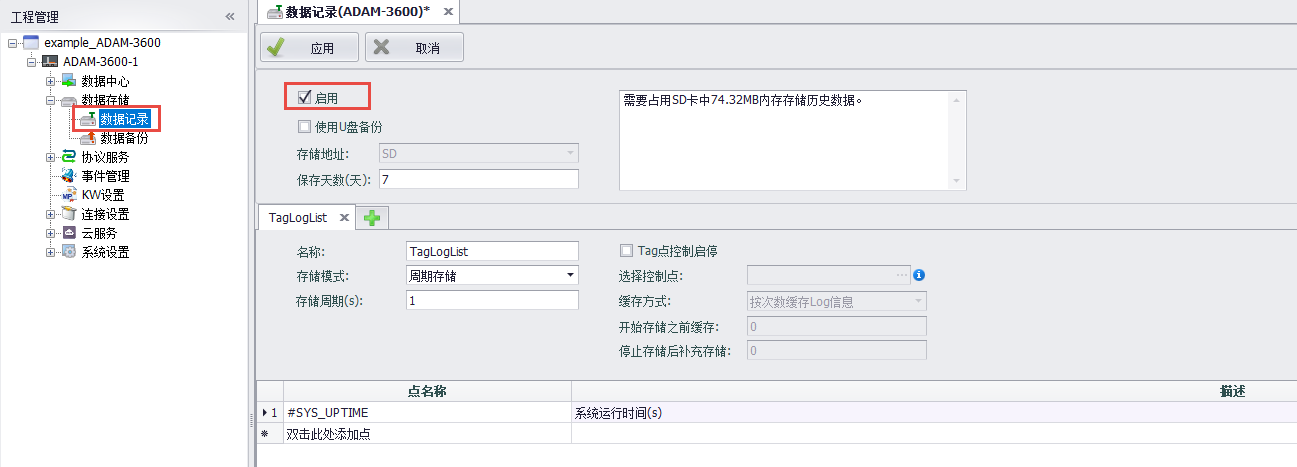 工程管理
example_ADAM-3600
ADAM-3600-1
数据中心
数据存储
数据记录
数据备份
协议服务
事件管理
KW设置
连接设置
云服务
系统设置
数据记录(ADAM-3600)*
应用
取消
启用
使用U盘备份
存储地址:
SD
保存天数(天):
7
需要占用SD卡中74.32MB内存存储历史数据。
TagLogList
名称:
TagLogList
存储模式:
周期存储
存储周期(s):
1
Tag点控制启停
选择控制点:
缓存方式:
按次数缓存Log信息
开始存储之前缓存:
0
停止存储后补充存储:
0
点名称 描述
1 #SYS_UPTIME 系统运行时间(s)
双击此处添加点